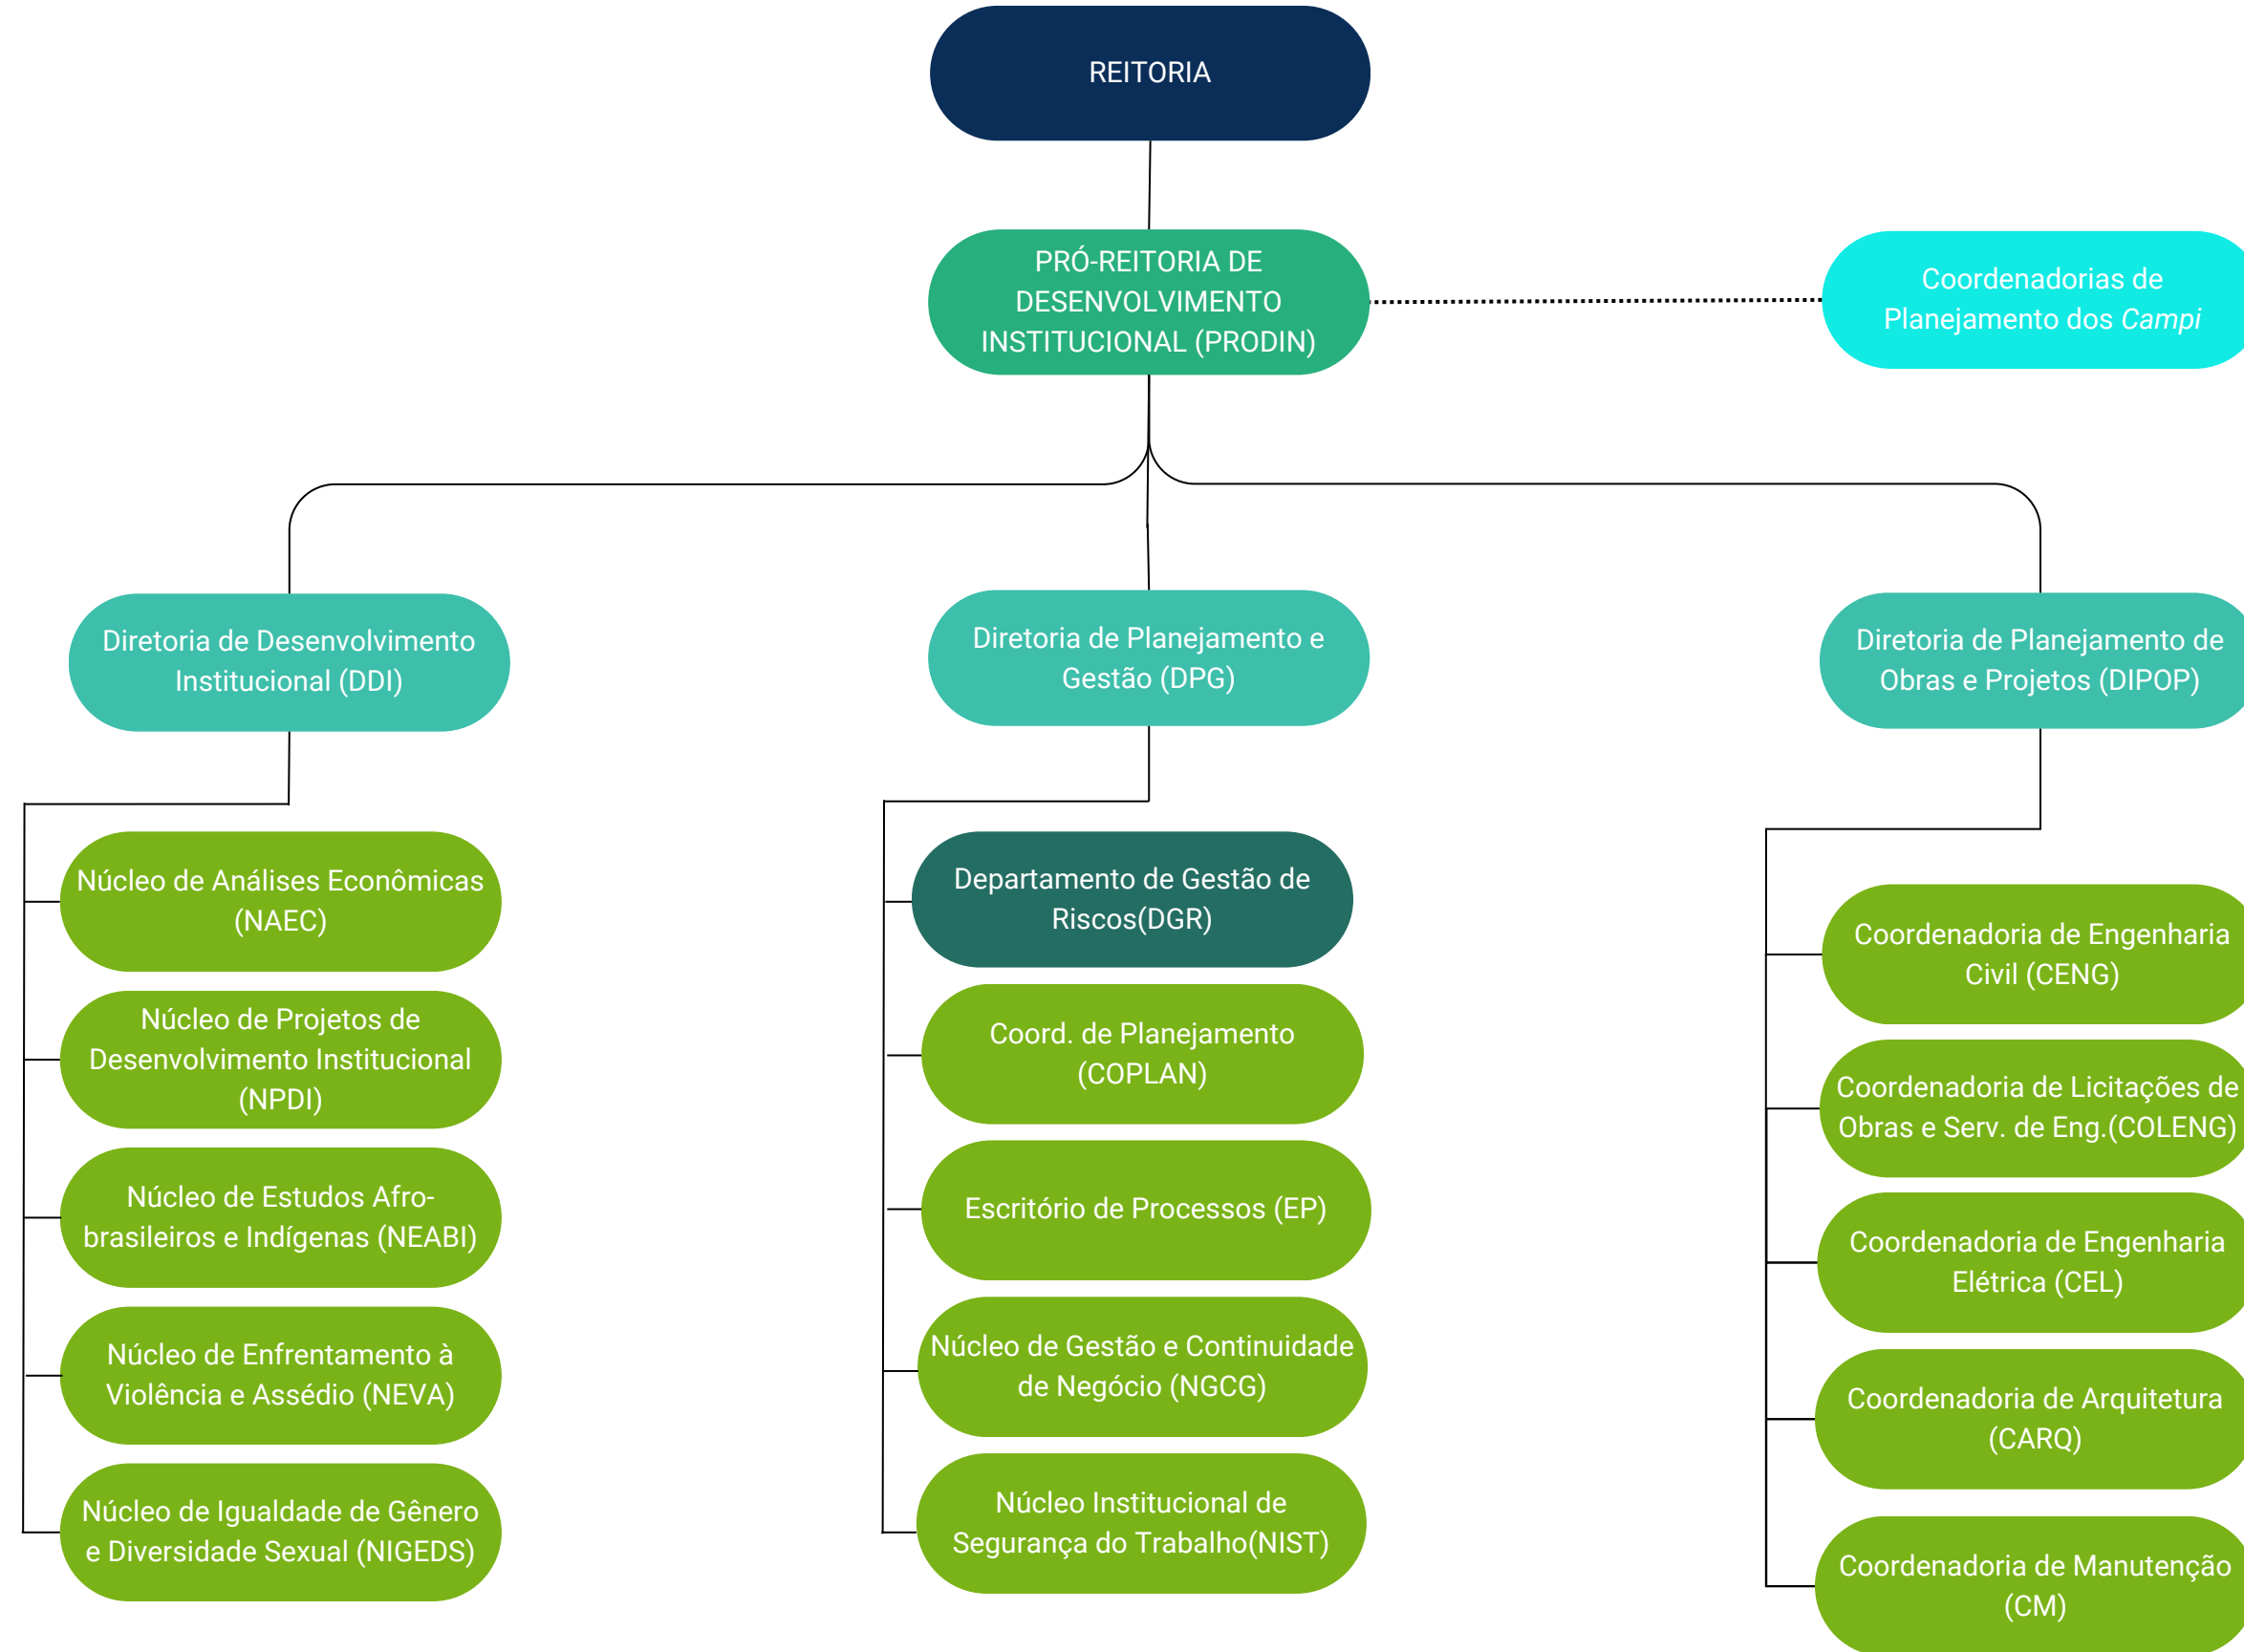 REITORIA
PRÓ-REITORIA DE
DESENVOLVIMENTO
INSTITUCIONAL (PRODIN)
Coordenadorias de
Planejamento dos Campi
Diretoria de Desenvolvimento
Institucional (DDI)
Diretoria de Planejamento e
Gestão (DPG)
Diretoria de Planejamento de
Obras e Projetos (DIPOP)
Núcleo de Análises Econômicas
(NAEC)
Núcleo de Projetos de
Desenvolvimento Institucional
(NPDI)
Núcleo de Estudos Afro-
brasileiros e Indígenas (NEABI)
Núcleo de Enfrentamento à
Violência e Assédio (NEVA)
Núcleo de Igualdade de Gênero
e Diversidade Sexual (NIGEDS)
Departamento de Gestão de
Riscos(DGR)
Coord. de Planejamento
(COPLAN)
Escritório de Processos (EP)
Núcleo de Gestão e Continuidade
de Negócio (NGCG)
Núcleo Institucional de
Segurança do Trabalho(NIST)
Coordenadoria de Engenharia
Civil (CENG)
Coordenadoria de Licitações de
Obras e Serv. de Eng.(COLENG)
Coordenadoria de Engenharia
Elétrica (CEL)
Coordenadoria de Arquitetura
(CARQ)
Coordenadoria de Manutenção
(CM)